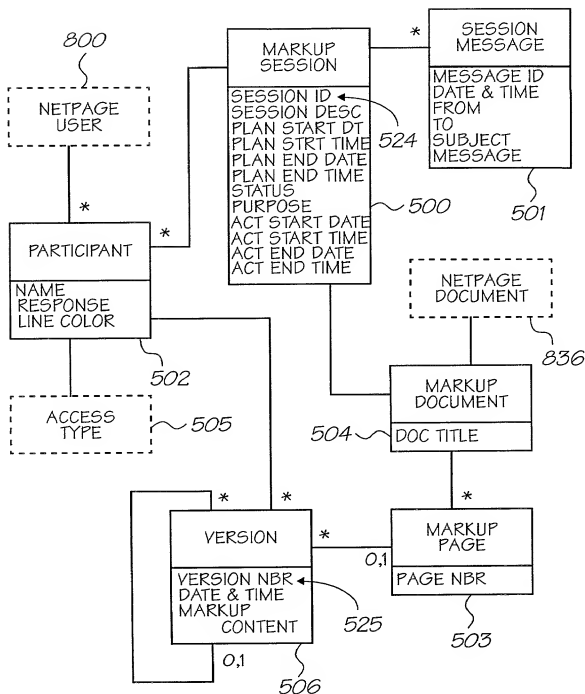 800
NETPAGE
USER
*
MARKUP
SESSION
SESSION ID
SESSION DESC
PLAN START DT
PLAN STRT TIME
PLAN END DATE
PLAN END TIME
STATUS
PURPOSE
ACT START DATE
ACT START TIME
ACT END DATE
ACT END TIME
524
500
*
SESSION
MESSAGE
MESSAGE ID
DATE & TIME
FROM
TO
SUBJECT
MESSAGE
501
*
PARTICIPANT
NAME
RESPONSE
LINE COLOR
502
ACCESS
TYPE
505
NETPAGE
DOCUMENT
836
MARKUP
DOCUMENT
DOC TITLE
504
*
*
*
VERSION
VERSION NBR
DATE & TIME
MARKUP
CONTENT
525
0,1
506
*
0,1
MARKUP
PAGE
PAGE NBR
503